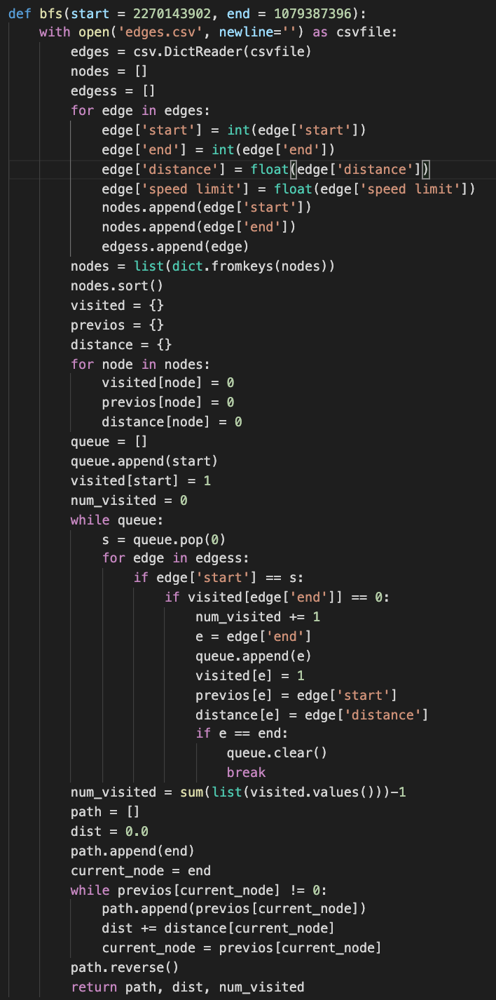 def bfs(start = 2270143902, end = 1079387396):
    with open('edges.csv', newline='') as csvfile:
        edges = csv.DictReader(csvfile)
        nodes = []
        edgess = []
        for edge in edges:
            edge['start'] = int(edge['start'])
            edge['end'] = int(edge['end'])
            edge['distance'] = float(edge['distance'])
            edge['speed limit'] = float(edge['speed limit'])
            nodes.append(edge['start'])
            nodes.append(edge['end'])
            edgess.append(edge)
        nodes = list(dict.fromkeys(nodes))
        nodes.sort()
        visited = {}
        previos = {}
        distance = {}
        for node in nodes:
            visited[node] = 0
            previos[node] = 0
            distance[node] = 0
        queue = []
        queue.append(start)
        visited[start] = 1
        num_visited = 0
        while queue:
            s = queue.pop(0)
            for edge in edgess:
                if edge['start'] == s:
                    if visited[edge['end']] == 0:
                        num_visited += 1
                        e = edge['end']
                        queue.append(e)
                        visited[e] = 1
                        previos[e] = edge['start']
                        distance[e] = edge['distance']
                        if e == end:
                            queue.clear()
                            break
        num_visited = sum(list(visited.values()))-1
        path = []
        dist = 0.0
        path.append(end)
        current_node = end
        while previos[current_node] != 0:
            path.append(previos[current_node])
            dist += distance[current_node]
            current_node = previos[current_node]
        path.reverse()
        return path, dist, num_visited